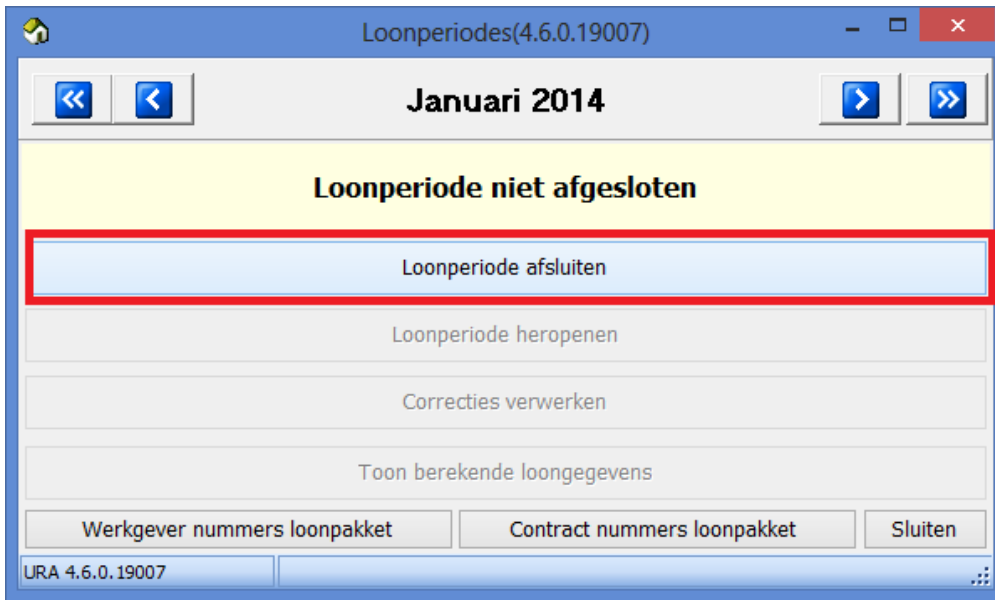 Loonperiodes(4.6.0.19007)
Januari 2014
Loonperiode niet afgesloten
Loonperiode afsluiten
Loonperiode heropenen
Correcties verwerken
Toon berekende loongegevens
Werkgever nummers loonpakket Contract nummers loonpakket Sluiten
URA 4.6.0.19007